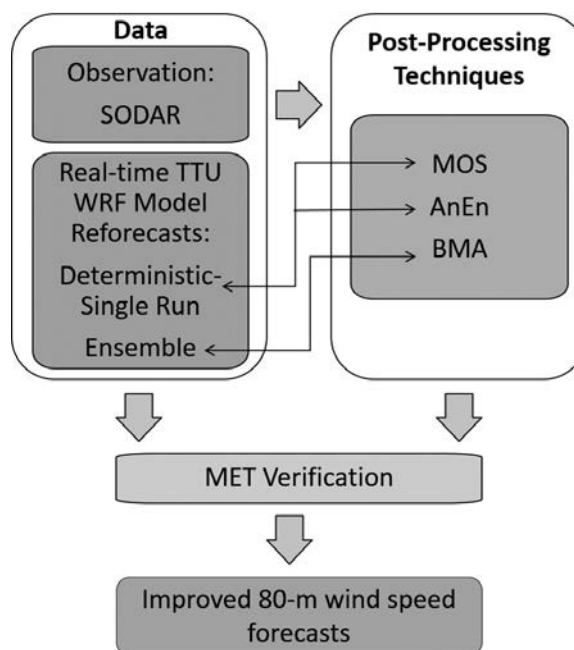 Data
Observation:
SODAR
Real-time TTU
WRF Model
Reforecasts:
Deterministic-
Single Run
Ensemble
Post-Processing
Techniques
MOS
AnEn
BMA
MET Verification
Improved 80-m wind speed
forecasts